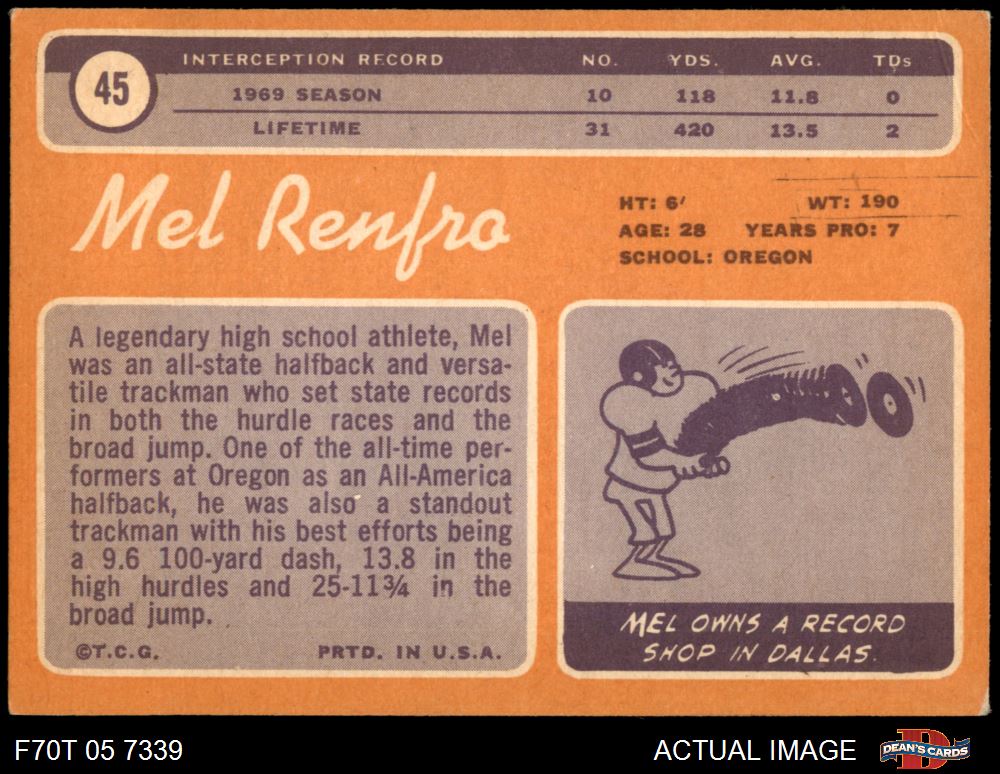 45
INTERCEPTION RECORD NO. YDS. AVG. TDs
1969 SEASON 10 118 11.8 0
LIFETIME 31 420 13.5 2
Mel Renfro
HT: 6' WT: 190
AGE: 28 YEARS PRO: 7
SCHOOL: OREGON
A legendary high school athlete, Mel
was an all-state halfback and versa-
tile trackman who set state records
in both the hurdle races and the
broad jump. One of the all-time per-
formers at Oregon as an All-America
halfback, he was also a standout
trackman with his best efforts being
a 9.6 100-yard dash, 13.8 in the
high hurdles and 25-11¾ in the
broad jump.
©T.C.G. PRTD. IN U.S.A.
MEL OWNS A RECORD
SHOP IN DALLAS.
F70T 05 7339 ACTUAL IMAGE DEAN'S CARDS